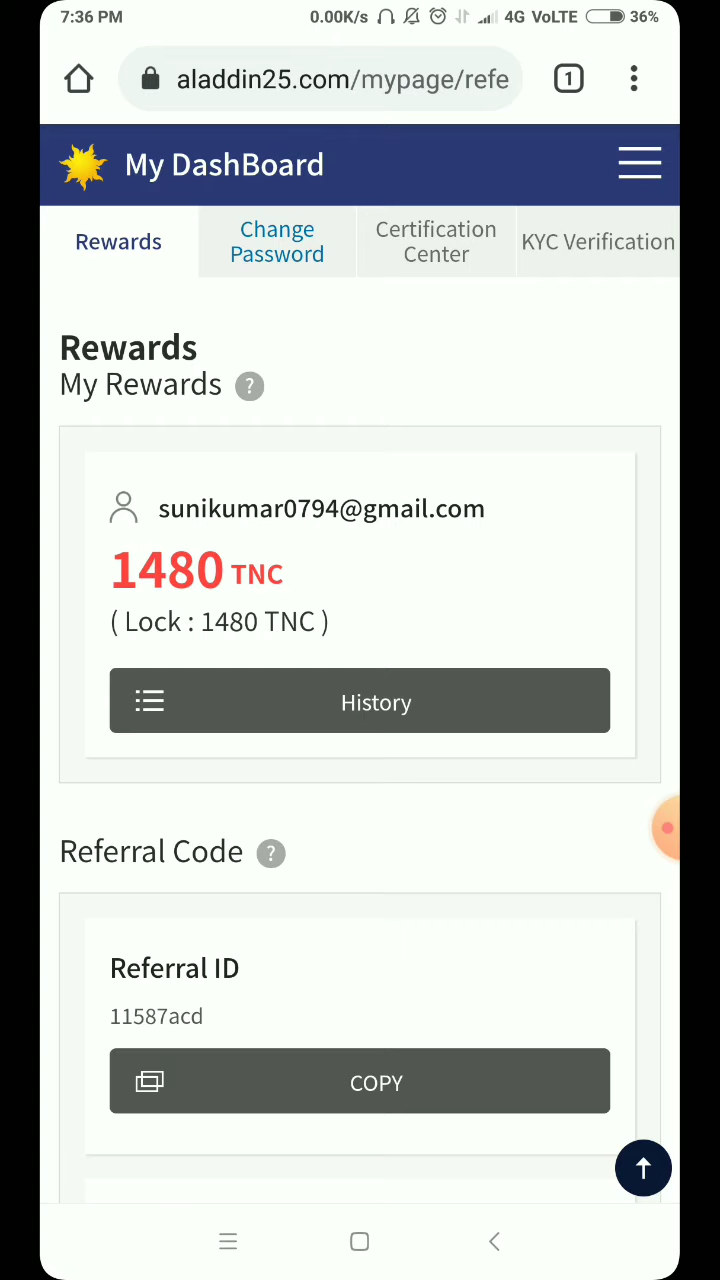 7:36 PM 0.00K/s 4G VoLTE 36%
aladdin25.com/mypage/refe 1
My DashBoard
Rewards
Change Password
Certification Center
KYC Verification
Rewards
My Rewards ?
sunikumar0794@gmail.com
1480 TNC
( Lock : 1480 TNC )
History
Referral Code ?
Referral ID
11587acd
COPY